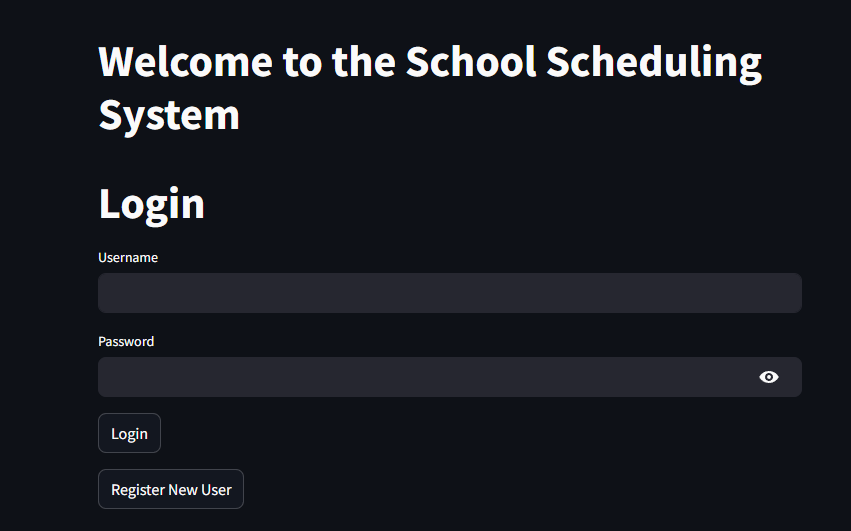 Welcome to the School Scheduling
System
Login
Username
Password
Login
Register New User